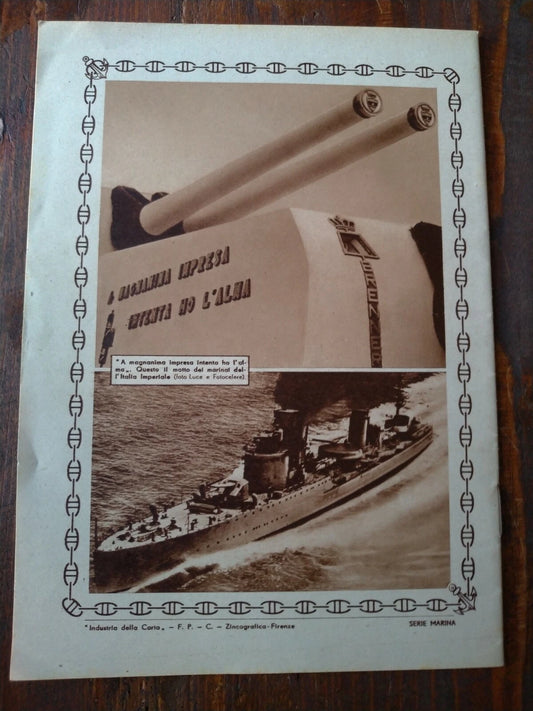 A MAGNANIMA IMPRESA
INTENTA HO L'ALMA
"A magnanima impresa intenta ho l'al-
ma„. Questo il motto dei marinai del-
l'Italia Imperiale (foto Luce e Fotocelere)
"Industria della Carta„ – F. P. – C. – Zincografica-Firenze
SERIE MARINA